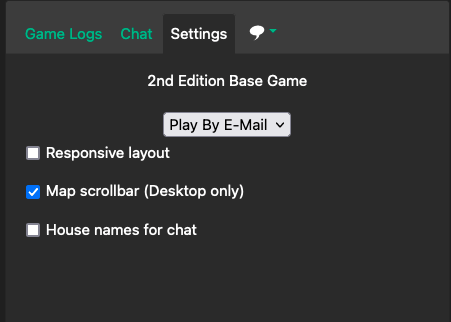 Game Logs Chat Settings
2nd Edition Base Game
Play By E-Mail
Responsive layout
Map scrollbar (Desktop only)
House names for chat